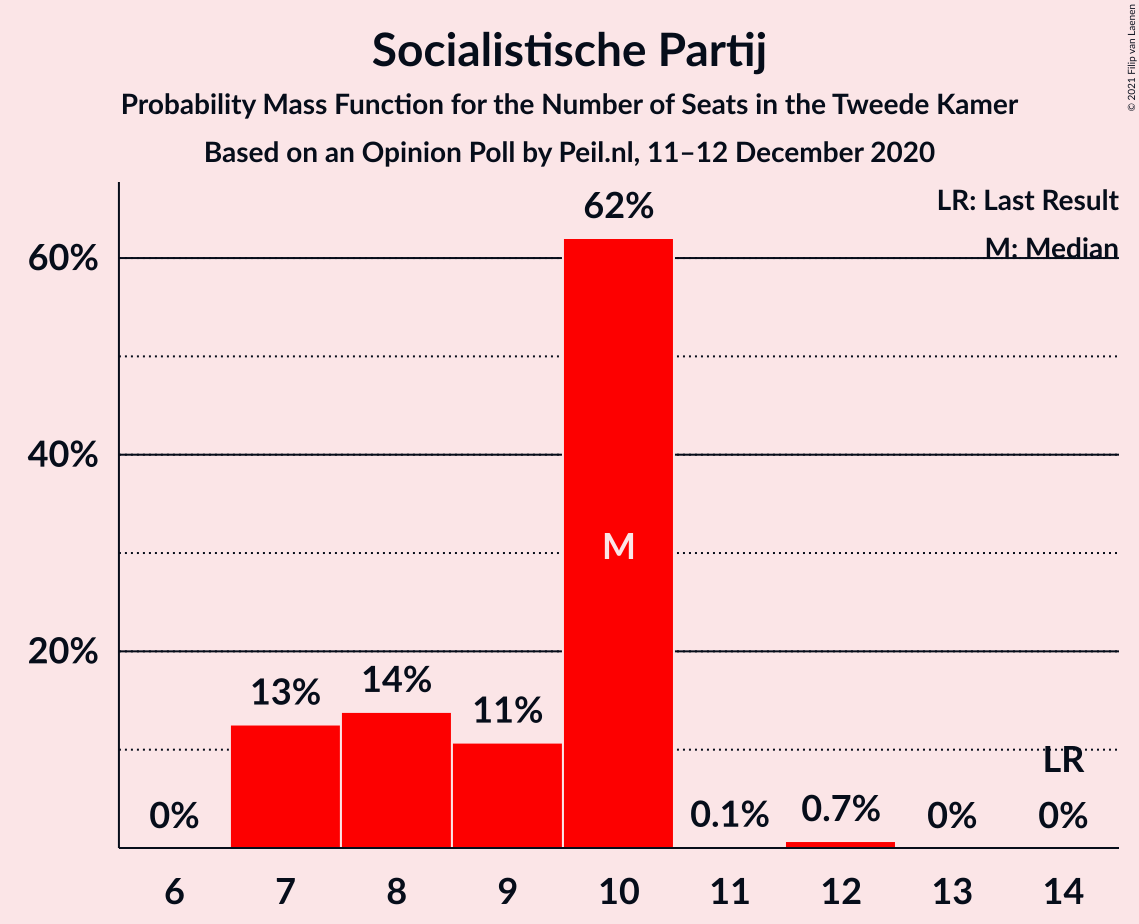 Socialistische Partij
Probability Mass Function for the Number of Seats in the Tweede Kamer
Based on an Opinion Poll by Peil.nl, 11–12 December 2020
© 2021 Filip van Laenen
LR: Last Result
M: Median
60%
40%
20%
0%
13%
14%
11%
62%
M
0.1%
0.7%
0%
LR
0%
6 7 8 9 10 11 12 13 14